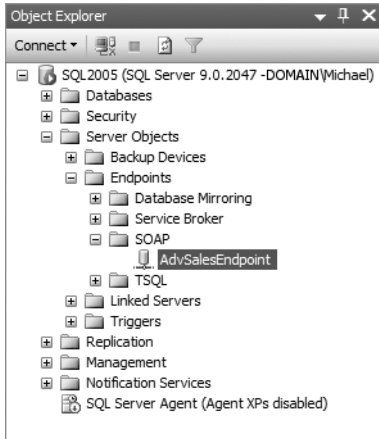 Object Explorer
Connect
SQL2005 (SQL Server 9.0.2047 -DOMAIN\Michael)
Databases
Security
Server Objects
Backup Devices
Endpoints
Database Mirroring
Service Broker
SOAP
AdvSalesEndpoint
TSQL
Linked Servers
Triggers
Replication
Management
Notification Services
SQL Server Agent (Agent XPs disabled)